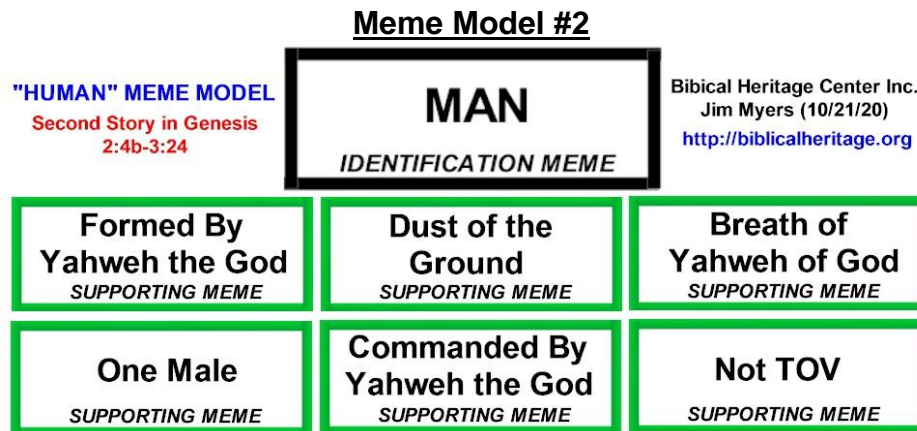 Meme Model #2
"HUMAN" MEME MODEL
Second Story in Genesis
2:4b-3:24
MAN
IDENTIFICATION MEME
Bibical Heritage Center Inc.
Jim Myers (10/21/20)
http://biblicalheritage.org
Formed By
Yahweh the God
SUPPORTING MEME
Dust of the
Ground
SUPPORTING MEME
Breath of
Yahweh of God
SUPPORTING MEME
One Male
SUPPORTING MEME
Commanded By
Yahweh the God
SUPPORTING MEME
Not TOV
SUPPORTING MEME